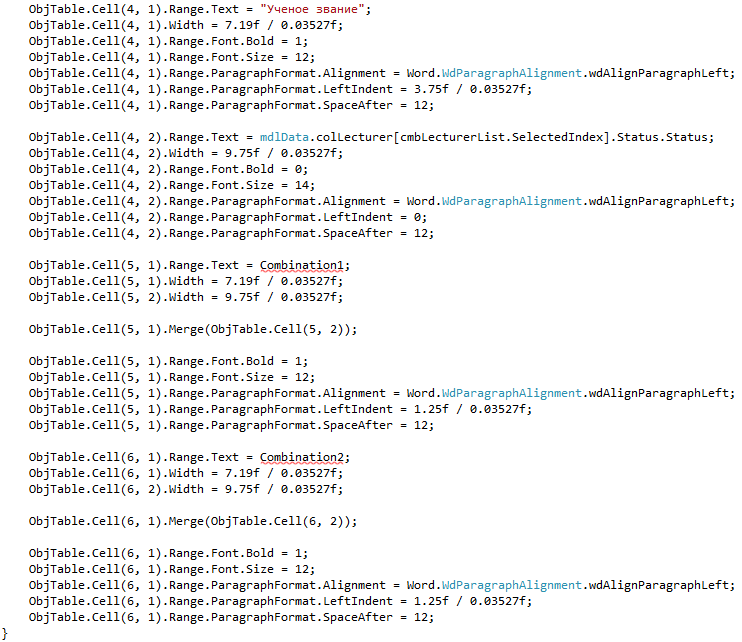 ObjTable.Cell(4, 1).Range.Text = "Ученое звание";
ObjTable.Cell(4, 1).Width = 7.19f / 0.03527f;
ObjTable.Cell(4, 1).Range.Font.Bold = 1;
ObjTable.Cell(4, 1).Range.Font.Size = 12;
ObjTable.Cell(4, 1).Range.ParagraphFormat.Alignment = Word.WdParagraphAlignment.wdAlignParagraphLeft;
ObjTable.Cell(4, 1).Range.ParagraphFormat.LeftIndent = 3.75f / 0.03527f;
ObjTable.Cell(4, 1).Range.ParagraphFormat.SpaceAfter = 12;
ObjTable.Cell(4, 2).Range.Text = mdlData.colLecturer[cmbLecturerList.SelectedIndex].Status.Status;
ObjTable.Cell(4, 2).Width = 9.75f / 0.03527f;
ObjTable.Cell(4, 2).Range.Font.Bold = 0;
ObjTable.Cell(4, 2).Range.Font.Size = 14;
ObjTable.Cell(4, 2).Range.ParagraphFormat.Alignment = Word.WdParagraphAlignment.wdAlignParagraphLeft;
ObjTable.Cell(4, 2).Range.ParagraphFormat.LeftIndent = 0;
ObjTable.Cell(4, 2).Range.ParagraphFormat.SpaceAfter = 12;
ObjTable.Cell(5, 1).Range.Text = Combination1;
ObjTable.Cell(5, 1).Width = 7.19f / 0.03527f;
ObjTable.Cell(5, 2).Width = 9.75f / 0.03527f;
ObjTable.Cell(5, 1).Merge(ObjTable.Cell(5, 2));
ObjTable.Cell(5, 1).Range.Font.Bold = 1;
ObjTable.Cell(5, 1).Range.Font.Size = 12;
ObjTable.Cell(5, 1).Range.ParagraphFormat.Alignment = Word.WdParagraphAlignment.wdAlignParagraphLeft;
ObjTable.Cell(5, 1).Range.ParagraphFormat.LeftIndent = 1.25f / 0.03527f;
ObjTable.Cell(5, 1).Range.ParagraphFormat.SpaceAfter = 12;
ObjTable.Cell(6, 1).Range.Text = Combination2;
ObjTable.Cell(6, 1).Width = 7.19f / 0.03527f;
ObjTable.Cell(6, 2).Width = 9.75f / 0.03527f;
ObjTable.Cell(6, 1).Merge(ObjTable.Cell(6, 2));
ObjTable.Cell(6, 1).Range.Font.Bold = 1;
ObjTable.Cell(6, 1).Range.Font.Size = 12;
ObjTable.Cell(6, 1).Range.ParagraphFormat.Alignment = Word.WdParagraphAlignment.wdAlignParagraphLeft;
ObjTable.Cell(6, 1).Range.ParagraphFormat.LeftIndent = 1.25f / 0.03527f;
ObjTable.Cell(6, 1).Range.ParagraphFormat.SpaceAfter = 12;
}